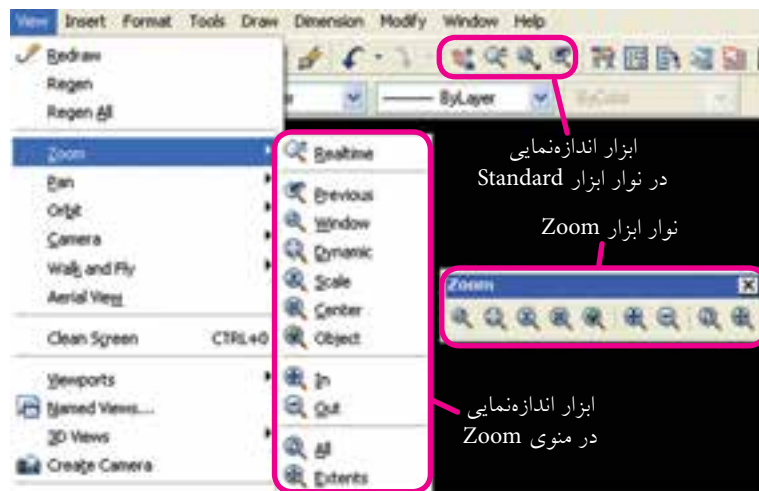 View Insert Format Tools Draw Dimension Modify Window Help
Redraw
Regen
Regen All
Zoom
Pan
Orbit
Camera
Walk and Fly
Aerial View
Clean Screen CTRL+0
Viewports
Named Views...
3D Views
Create Camera
Realtime
Previous
Window
Dynamic
Scale
Center
Object
In
Out
All
Extents
ByLayer
ByColor
ابزار اندازه‌نمایی
در نوار ابزار Standard
نوار ابزار Zoom
Zoom
ابزار اندازه‌نمایی
در منوی Zoom